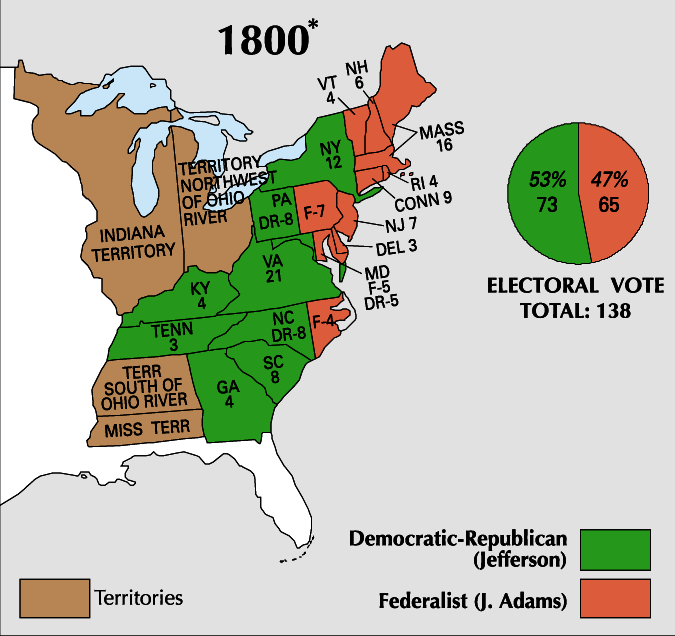 1800*
VT
4
NH
6
MASS
16
NY
12
RI 4
CONN 9
NJ 7
DEL 3
MD
F-5
DR-5
PA
DR-8
F-7
TERRITORY
NORTHWEST
OF OHIO
RIVER
INDIANA
TERRITORY
VA
21
KY
4
TENN
3
NC
DR-8
F-4
SC
8
GA
4
TERR
SOUTH OF
OHIO RIVER
MISS TERR
53%
73
47%
65
ELECTORAL VOTE
TOTAL: 138
Democratic-Republican
(Jefferson)
Federalist (J. Adams)
Territories